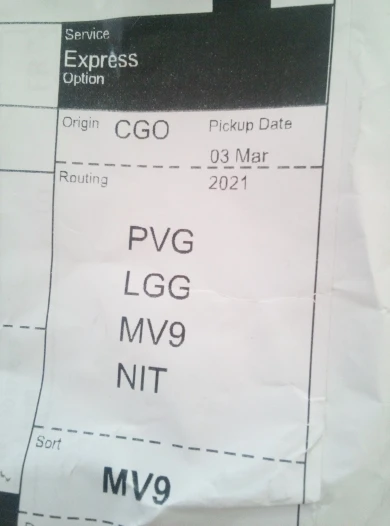 Service
Express
Option
Origin CGO Pickup Date
03 Mar
Routing 2021
PVG
LGG
MV9
NIT
Sort
MV9